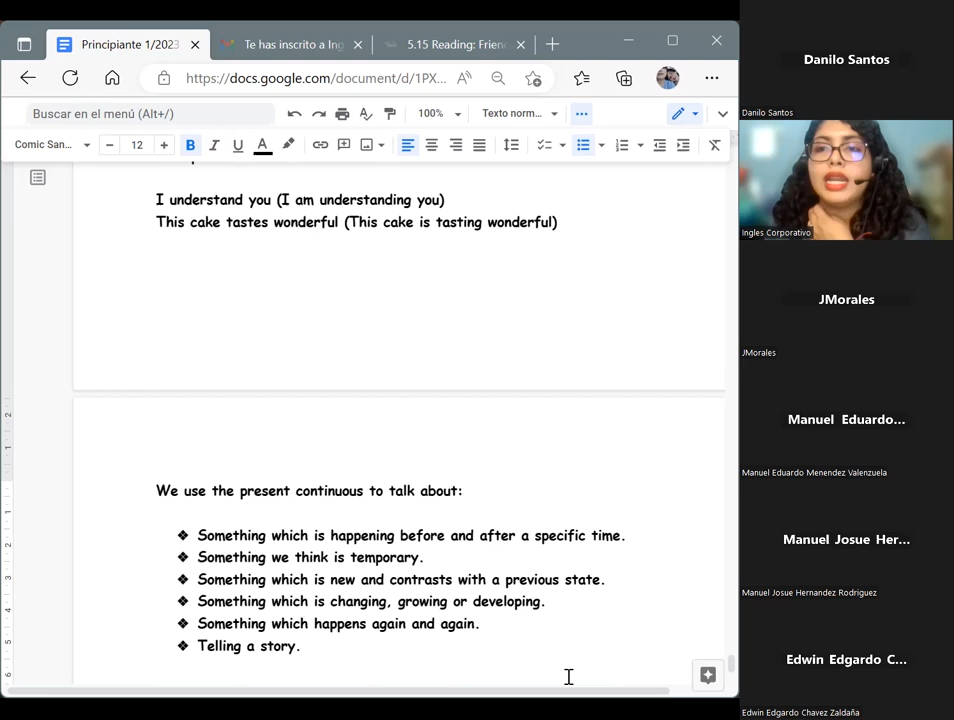 Principiante 1/2023
Te has inscrito a Ing
5.15 Reading: Frien
https://docs.google.com/document/d/1PX...
Buscar en el menú (Alt+/)
100%
Texto norm...
Comic San...
12
I understand you (I am understanding you)
This cake tastes wonderful (This cake is tasting wonderful)
We use the present continuous to talk about:
❖ Something which is happening before and after a specific time.
❖ Something we think is temporary.
❖ Something which is new and contrasts with a previous state.
❖ Something which is changing, growing or developing.
❖ Something which happens again and again.
❖ Telling a story.
Danilo Santos
Danilo Santos
Ingles Corporativo
JMorales
JMorales
Manuel Eduardo...
Manuel Eduardo Menendez Valenzuela
Manuel Josue Her...
Manuel Josue Hernandez Rodriguez
Edwin Edgardo C...
Edwin Edgardo Chavez Zaldaña